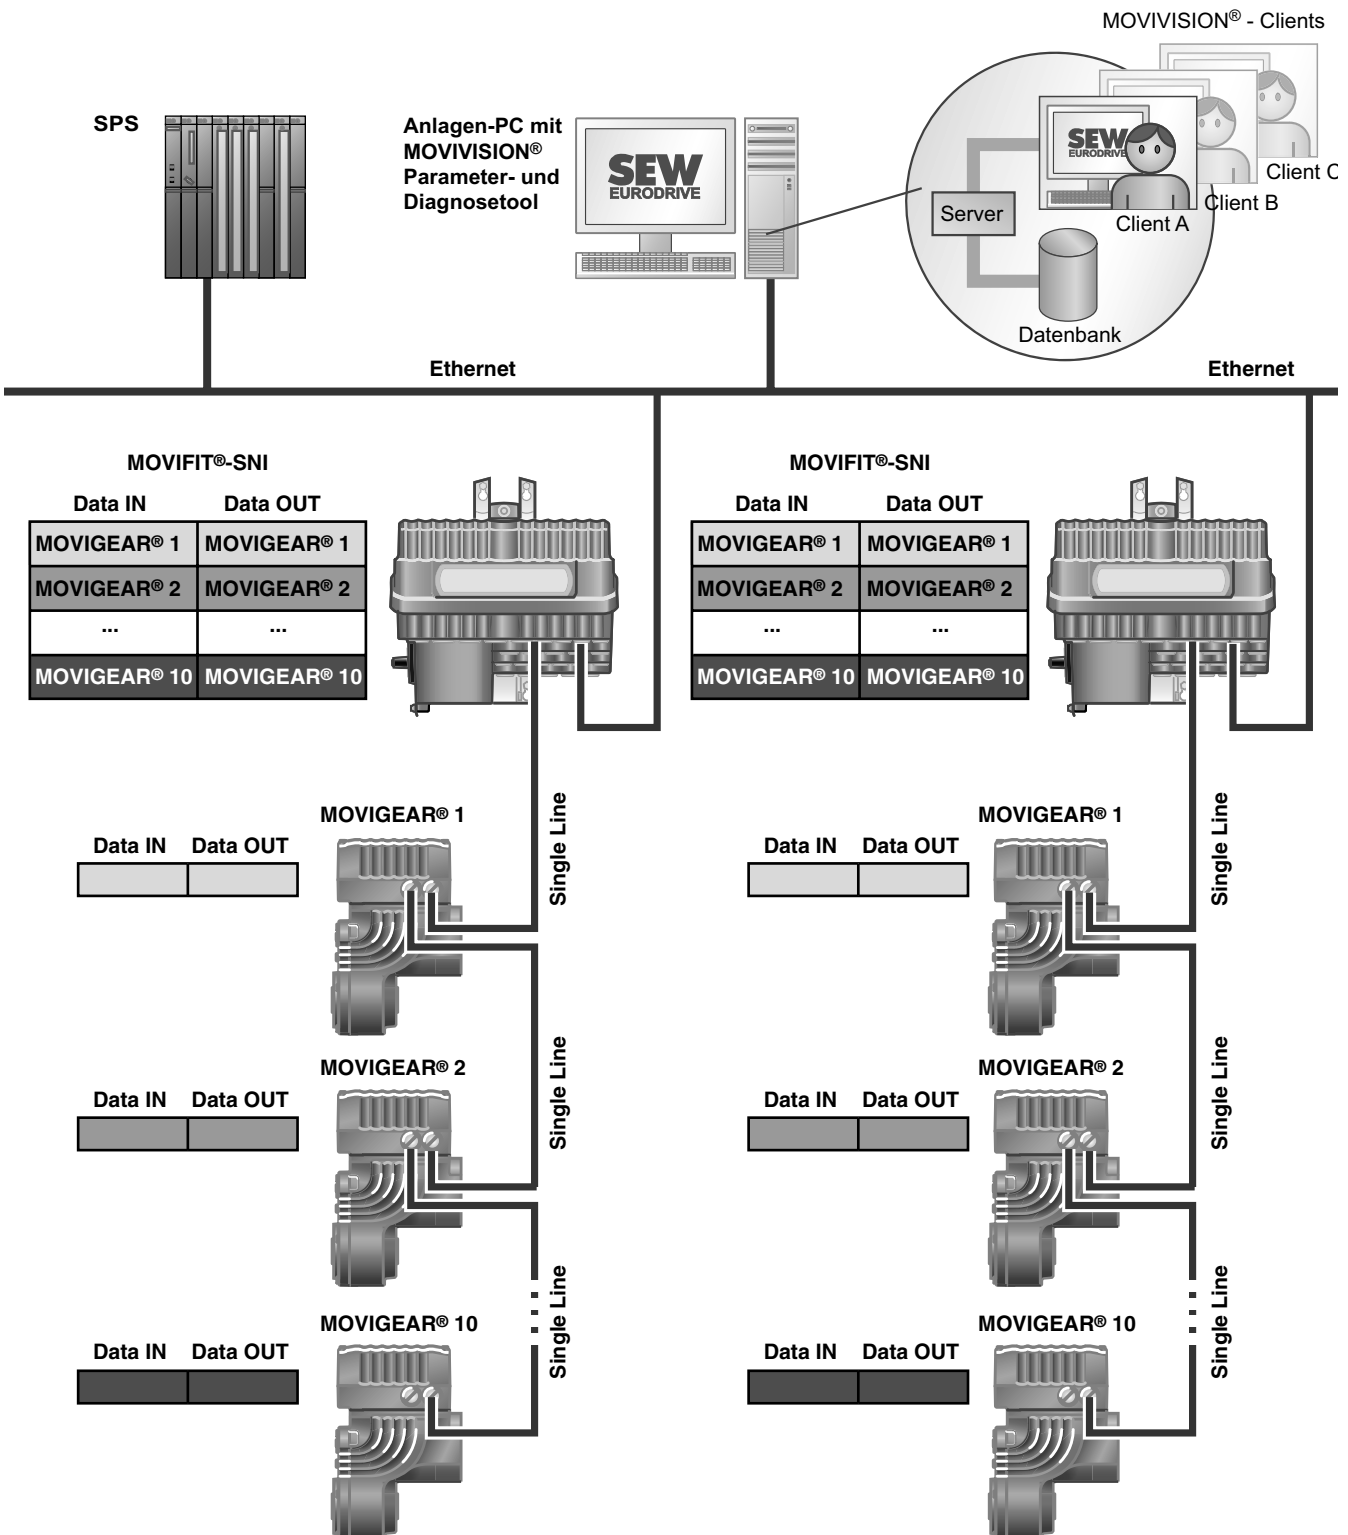 MOVIVISION® - Clients
SPS
Anlagen-PC mit
MOVIVISION®
Parameter- und
Diagnosetool
SEW
EURODRIVE
SEW
EURODRIVE
Client C
Client B
Client A
Server
Datenbank
Ethernet
Ethernet
MOVIFIT®-SNI
Data IN Data OUT
MOVIGEAR® 1 MOVIGEAR® 1
MOVIGEAR® 2 MOVIGEAR® 2
... ...
MOVIGEAR® 10 MOVIGEAR® 10
MOVIFIT®-SNI
Data IN Data OUT
MOVIGEAR® 1 MOVIGEAR® 1
MOVIGEAR® 2 MOVIGEAR® 2
... ...
MOVIGEAR® 10 MOVIGEAR® 10
MOVIGEAR® 1
Data IN Data OUT
Single Line
MOVIGEAR® 2
Data IN Data OUT
Single Line
MOVIGEAR® 10
Data IN Data OUT
Single Line
MOVIGEAR® 1
Data IN Data OUT
Single Line
MOVIGEAR® 2
Data IN Data OUT
Single Line
MOVIGEAR® 10
Data IN Data OUT
Single Line